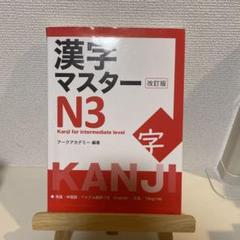 漢字
マスター 改訂版
N3
Kanji for intermediate level
アークアカデミー 編著
字
KANJI